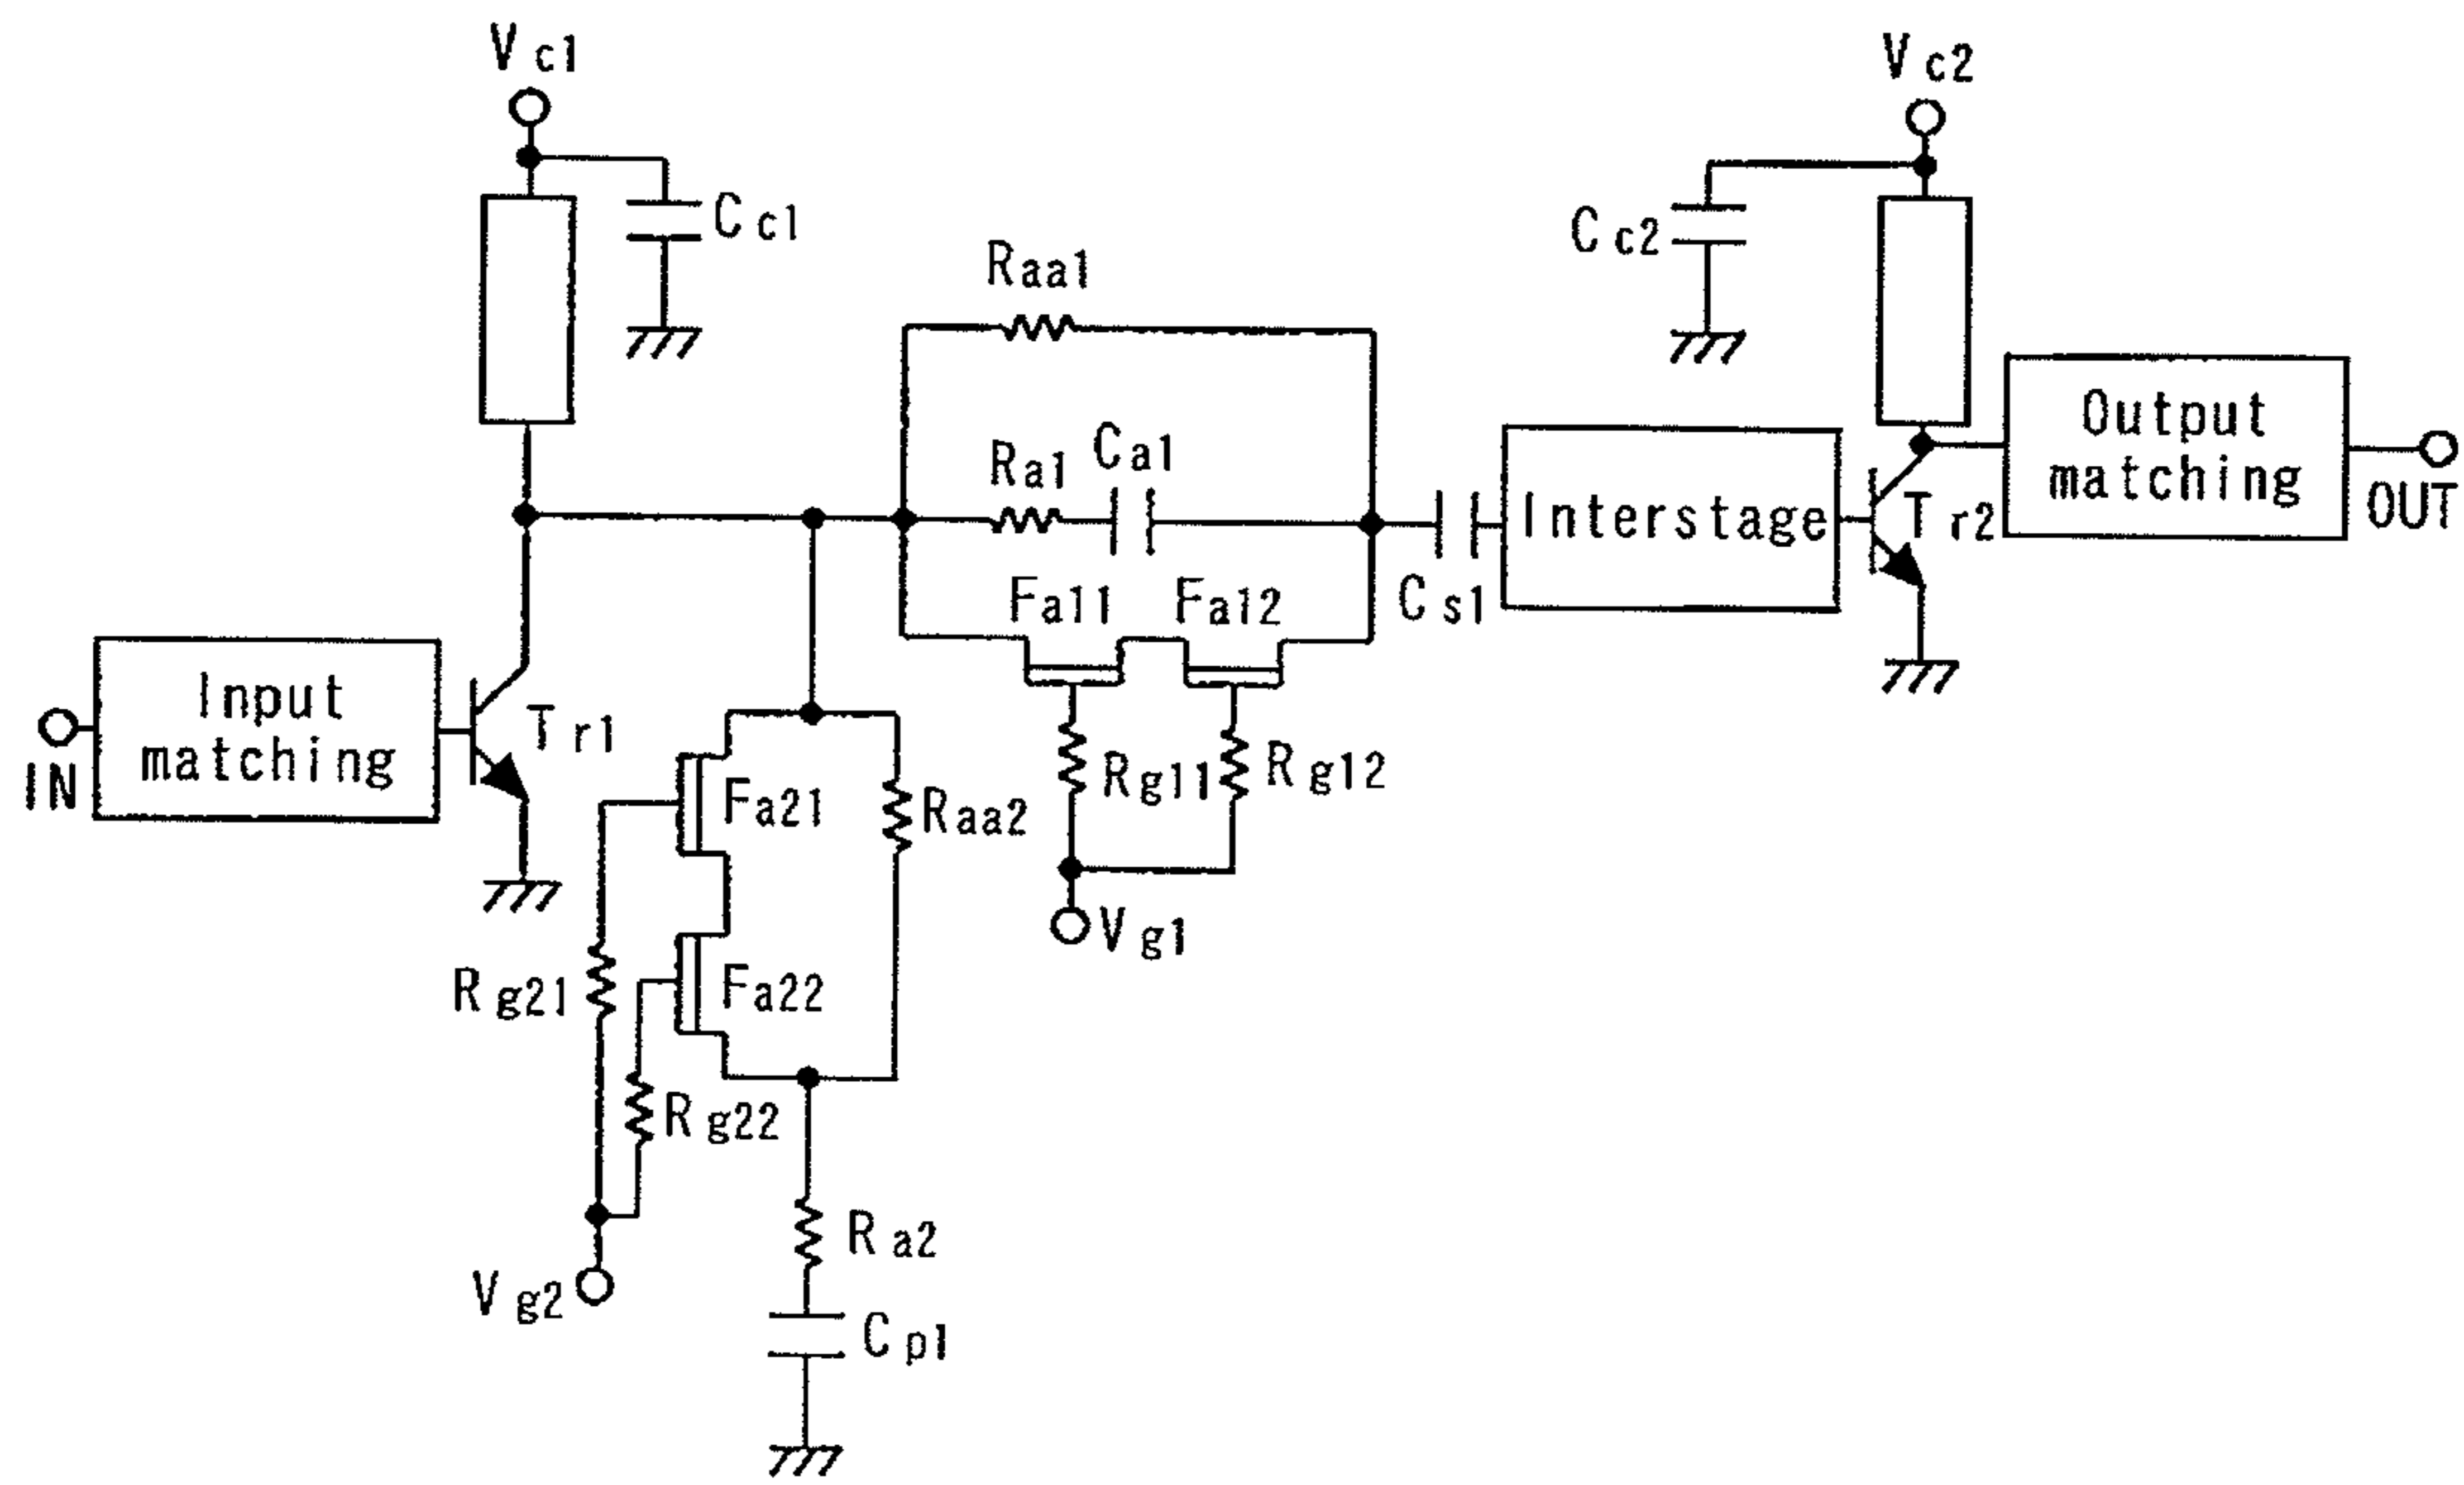 Vc1
Vc2
Cc1
Cc2
Raa1
Ra1
Ca1
Output
matching
OUT
Interstage
Tr2
Cs1
Fa11
Fa12
Input
matching
IN
Tr1
Rg11
Rg12
Fa21
Raa2
Vg1
Rg21
Fa22
Rg22
Ra2
Vg2
Cp1